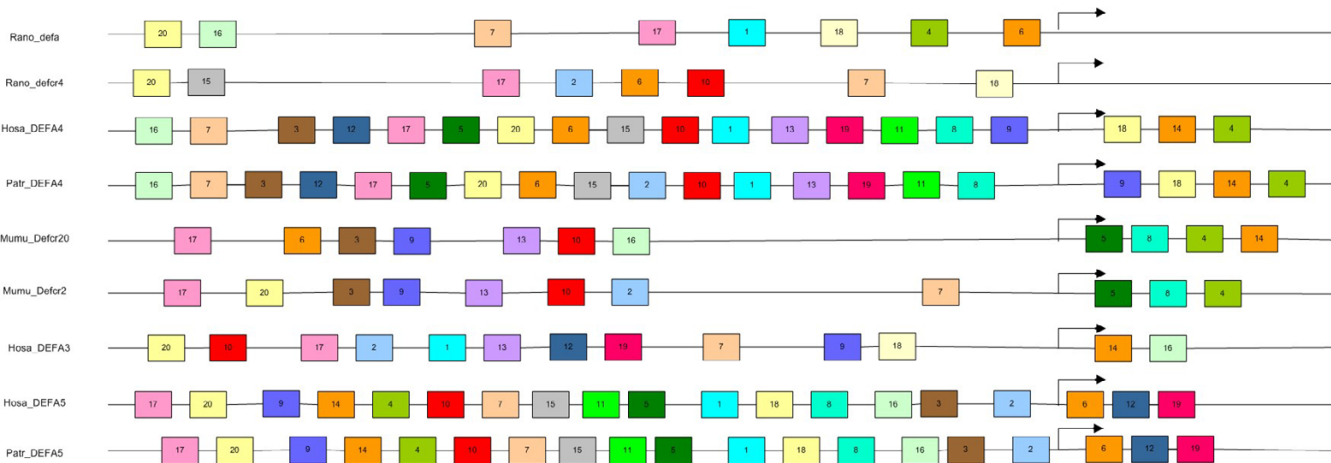 Rano_defa 20 16 7 17 1 18 4 6
Rano_defcr4 20 15 17 2 6 10 7 18
Hosa_DEFA4 16 7 3 12 17 5 20 6 15 10 1 13 19 11 8 9 18 14 4
Patr_DEFA4 16 7 3 12 17 5 20 6 15 2 10 1 13 19 11 8 9 18 14 4
Mumu_Defcr20 17 6 3 9 13 10 16 5 8 4 14
Mumu_Defcr2 17 20 3 9 13 10 2 7 5 8 4
Hosa_DEFA3 20 10 17 2 1 13 12 19 7 9 18 14 16
Hosa_DEFA5 17 20 9 14 4 10 7 15 11 5 1 18 8 16 3 2 6 12 19
Patr_DEFA5 17 20 9 14 4 10 7 15 11 5 1 18 8 16 3 2 6 12 19